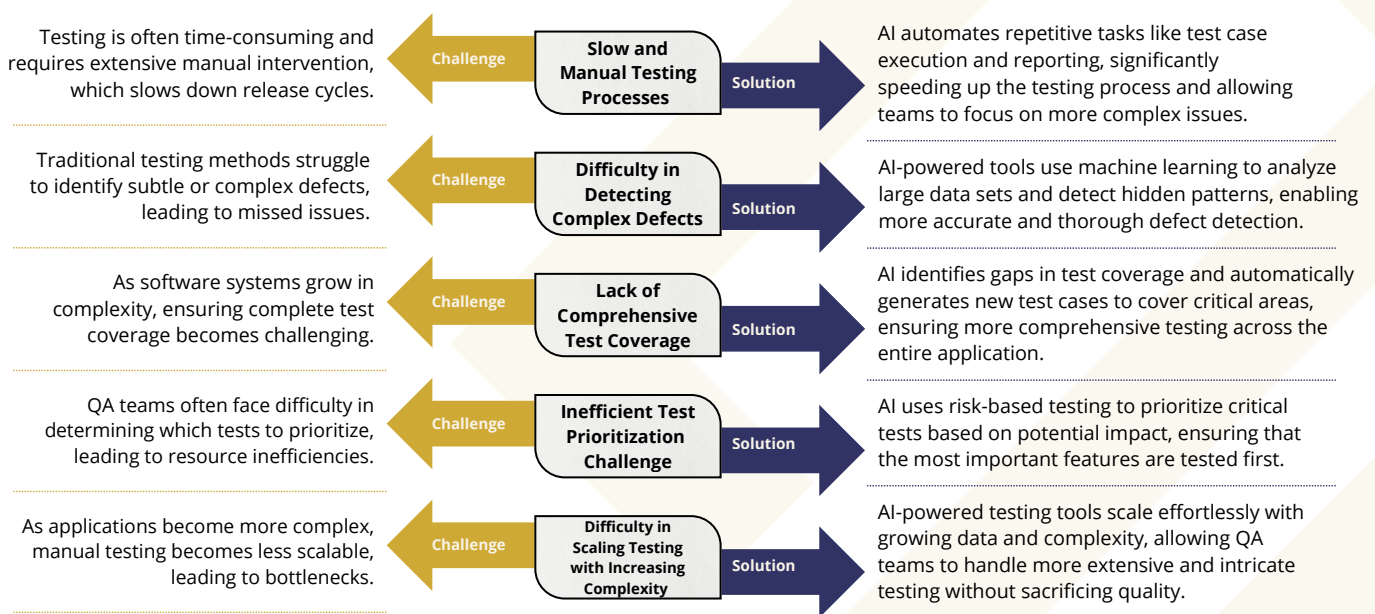 Testing is often time-consuming and
requires extensive manual intervention,
which slows down release cycles.
Challenge
Slow and
Manual Testing
Processes
Solution
AI automates repetitive tasks like test case
execution and reporting, significantly
speeding up the testing process and allowing
teams to focus on more complex issues.
Traditional testing methods struggle
to identify subtle or complex defects,
leading to missed issues.
Challenge
Difficulty in
Detecting
Complex Defects
Solution
AI-powered tools use machine learning to analyze
large data sets and detect hidden patterns, enabling
more accurate and thorough defect detection.
As software systems grow in
complexity, ensuring complete test
coverage becomes challenging.
Challenge
Lack of
Comprehensive
Test Coverage
Solution
AI identifies gaps in test coverage and automatically
generates new test cases to cover critical areas,
ensuring more comprehensive testing across the
entire application.
QA teams often face difficulty in
determining which tests to prioritize,
leading to resource inefficiencies.
Challenge
Inefficient Test
Prioritization
Challenge
Solution
AI uses risk-based testing to prioritize critical
tests based on potential impact, ensuring that
the most important features are tested first.
As applications become more complex,
manual testing becomes less scalable,
leading to bottlenecks.
Challenge
Difficulty in
Scaling Testing
with Increasing
Complexity
Solution
AI-powered testing tools scale effortlessly with
growing data and complexity, allowing QA
teams to handle more extensive and intricate
testing without sacrificing quality.